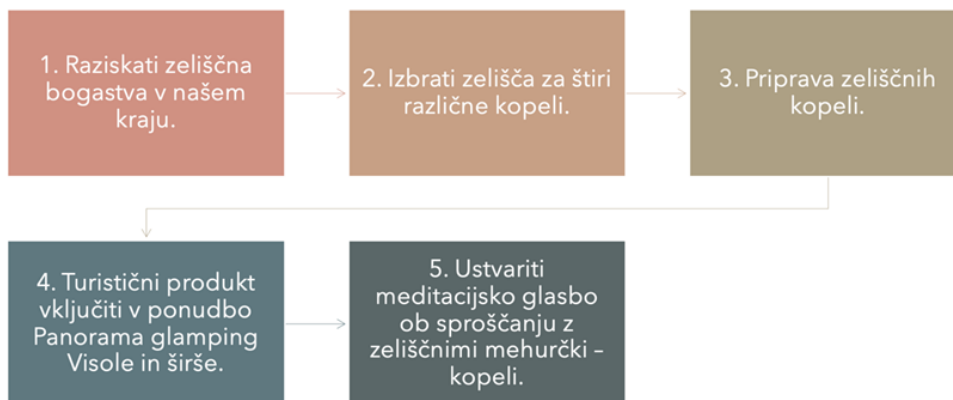 1. Raziskati zeliščna
bogastva v našem
kraju.
2. Izbrati zelišča za štiri
različne kopeli.
3. Priprava zeliščnih
kopeli.
4. Turistični produkt
vključiti v ponudbo
Panorama glamping
Visole in širše.
5. Ustvariti
meditacijsko glasbo
ob sproščanju z
zeliščnimi mehurčki –
kopeli.